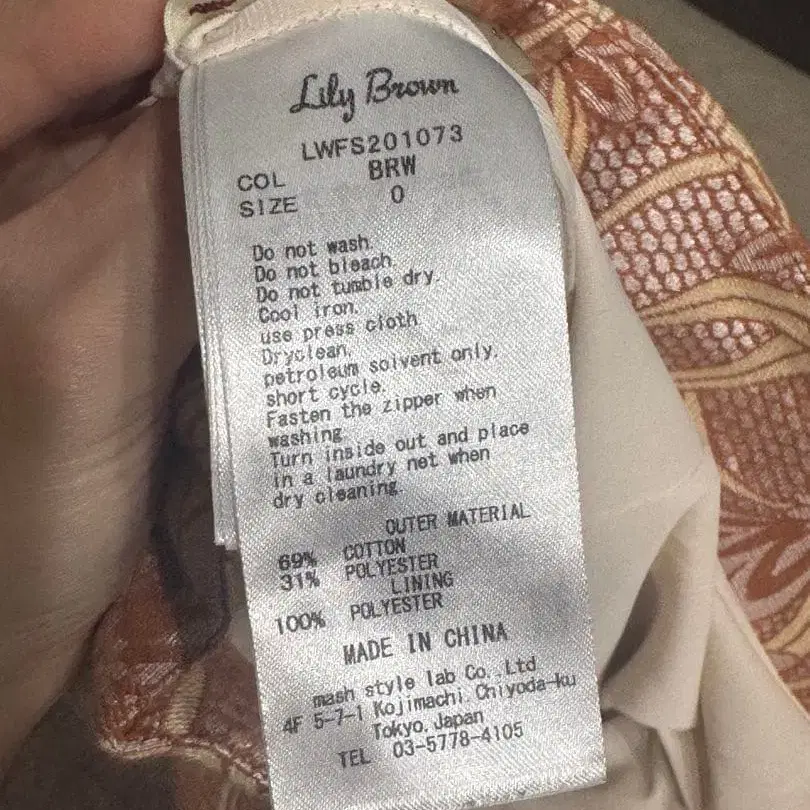 Lily Brown
LWFS201073
COL BRW
SIZE 0
Do not wash.
Do not bleach.
Do not tumble dry.
Cool iron.
use press cloth.
Dryclean.
petroleum solvent only.
short cycle.
Fasten the zipper when
washing.
Turn inside out and place
in a laundry net when
dry cleaning.
OUTER MATERIAL
69% COTTON
31% POLYESTER
LINING
100% POLYESTER
MADE IN CHINA
mash style lab Co.,Ltd
4F 5-7-1 Kojimachi.Chiyoda-ku
Tokyo.Japan
TEL 03-5778-4105